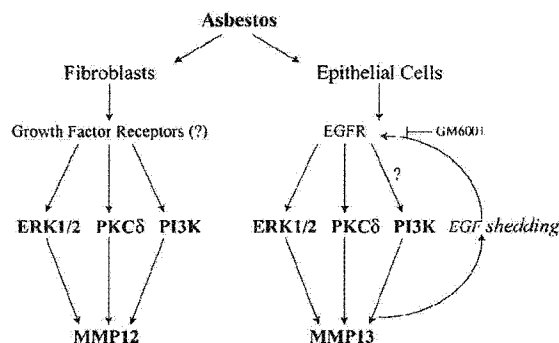 Asbestos
Fibroblasts Epithelial Cells
Growth Factor Receptors (?) EGFR GM6001
?
ERK1/2 PKCδ PI3K ERK1/2 PKCδ PI3K EGF shedding
MMP12 MMP13